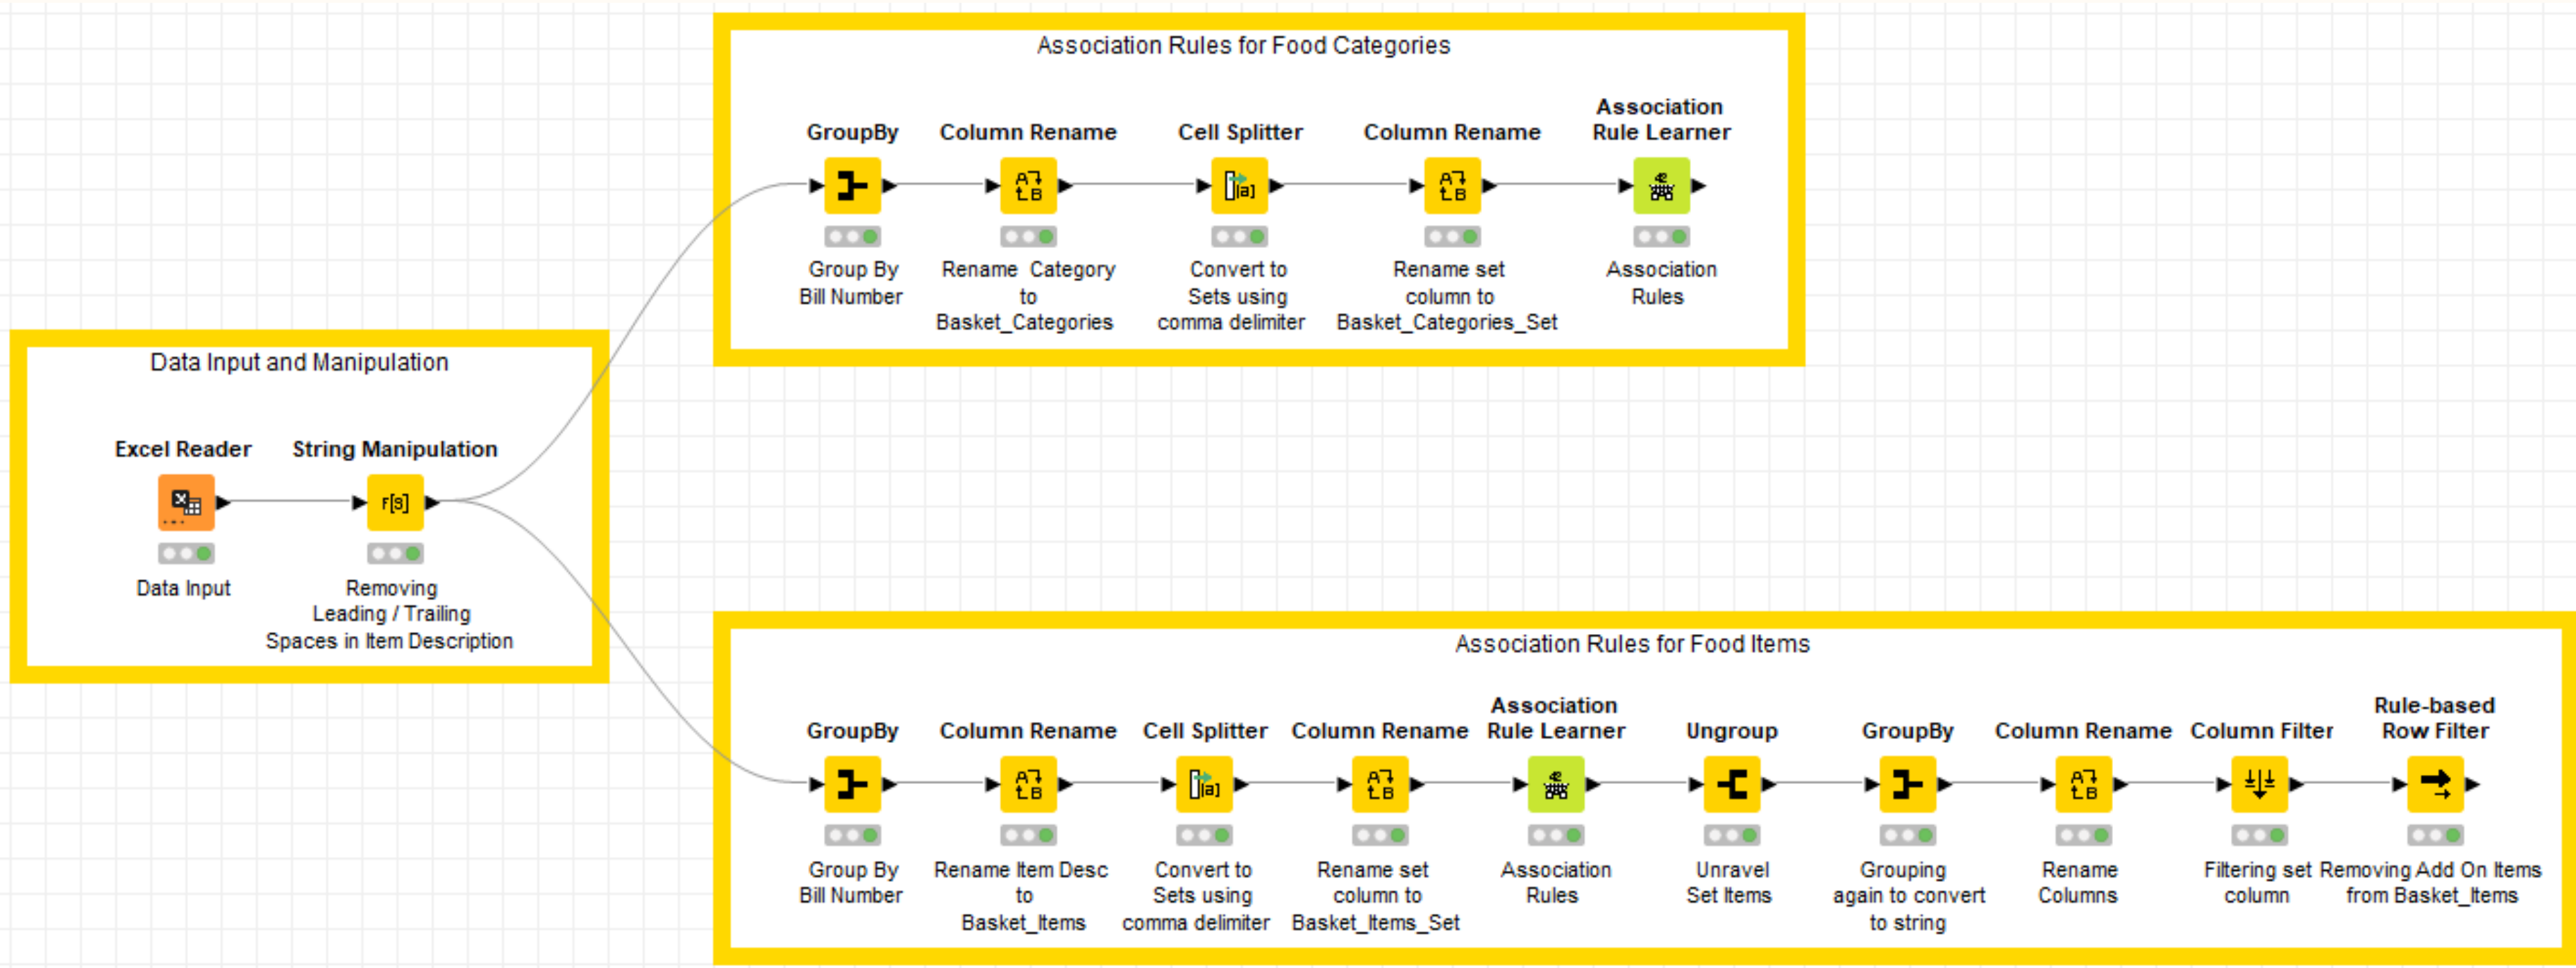 Association Rules for Food Categories
GroupBy
Column Rename
Cell Splitter
Column Rename
Association
Rule Learner
Group By
Bill Number
Rename  Category
to
Basket_Categories
Convert to
Sets using
comma delimiter
Rename set
column to
Basket_Categories_Set
Association
Rules
Data Input and Manipulation
Excel Reader
String Manipulation
F[S]
Data Input
Removing
Leading / Trailing
Spaces in Item Description
Association Rules for Food Items
GroupBy
Column Rename
Cell Splitter
Column Rename
Association
Rule Learner
Ungroup
GroupBy
Column Rename
Column Filter
Rule-based
Row Filter
Group By
Bill Number
Rename Item Desc
to
Basket_Items
Convert to
Sets using
comma delimiter
Rename set
column to
Basket_Items_Set
Association
Rules
Unravel
Set Items
Grouping
again to convert
to string
Rename
Columns
Filtering set
column
Removing Add On Items
from Basket_Items